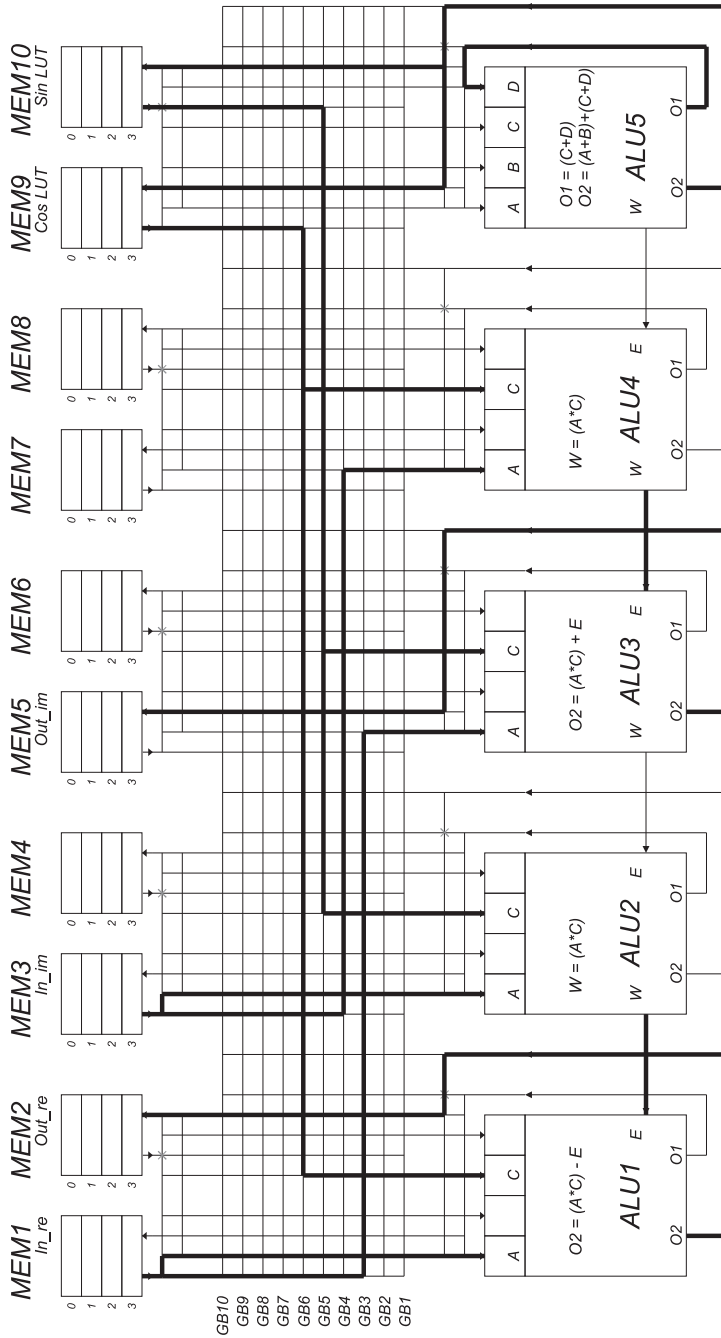 MEM1
In_re
0
1
2
3
MEM2
Out_re
0
1
2
3
MEM3
In_im
0
1
2
3
MEM4
0
1
2
3
MEM5
Out_im
0
1
2
3
MEM6
0
1
2
3
MEM7
0
1
2
3
MEM8
0
1
2
3
MEM9
Cos LUT
0
1
2
3
MEM10
Sin LUT
0
1
2
3
GB10
GB9
GB8
GB7
GB6
GB5
GB4
GB3
GB2
GB1
A
C
O2 = (A*C) - E
ALU1
E
O2
O1
A
C
W = (A*C)
ALU2
W
E
O2
O1
A
C
O2 = (A*C) + E
ALU3
W
E
O2
O1
A
C
W = (A*C)
ALU4
W
E
O2
O1
A
B
C
D
O1 = (C+D)
O2 = (A+B)+(C+D)
ALU5
W
O2
O1